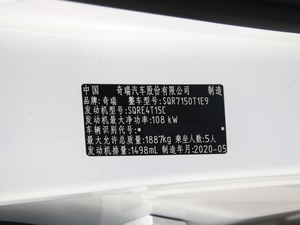 中国 奇瑞汽车股份有限公司 制造
品牌:奇瑞 整车型号:SQR7150T1E9
发动机型号:SQRE4T15C
发动机最大净功率:108 kW
车辆识别代号:
最大允许总质量:1887kg 乘坐人数:5人
发动机排量:1498mL 制造年月:2020-05